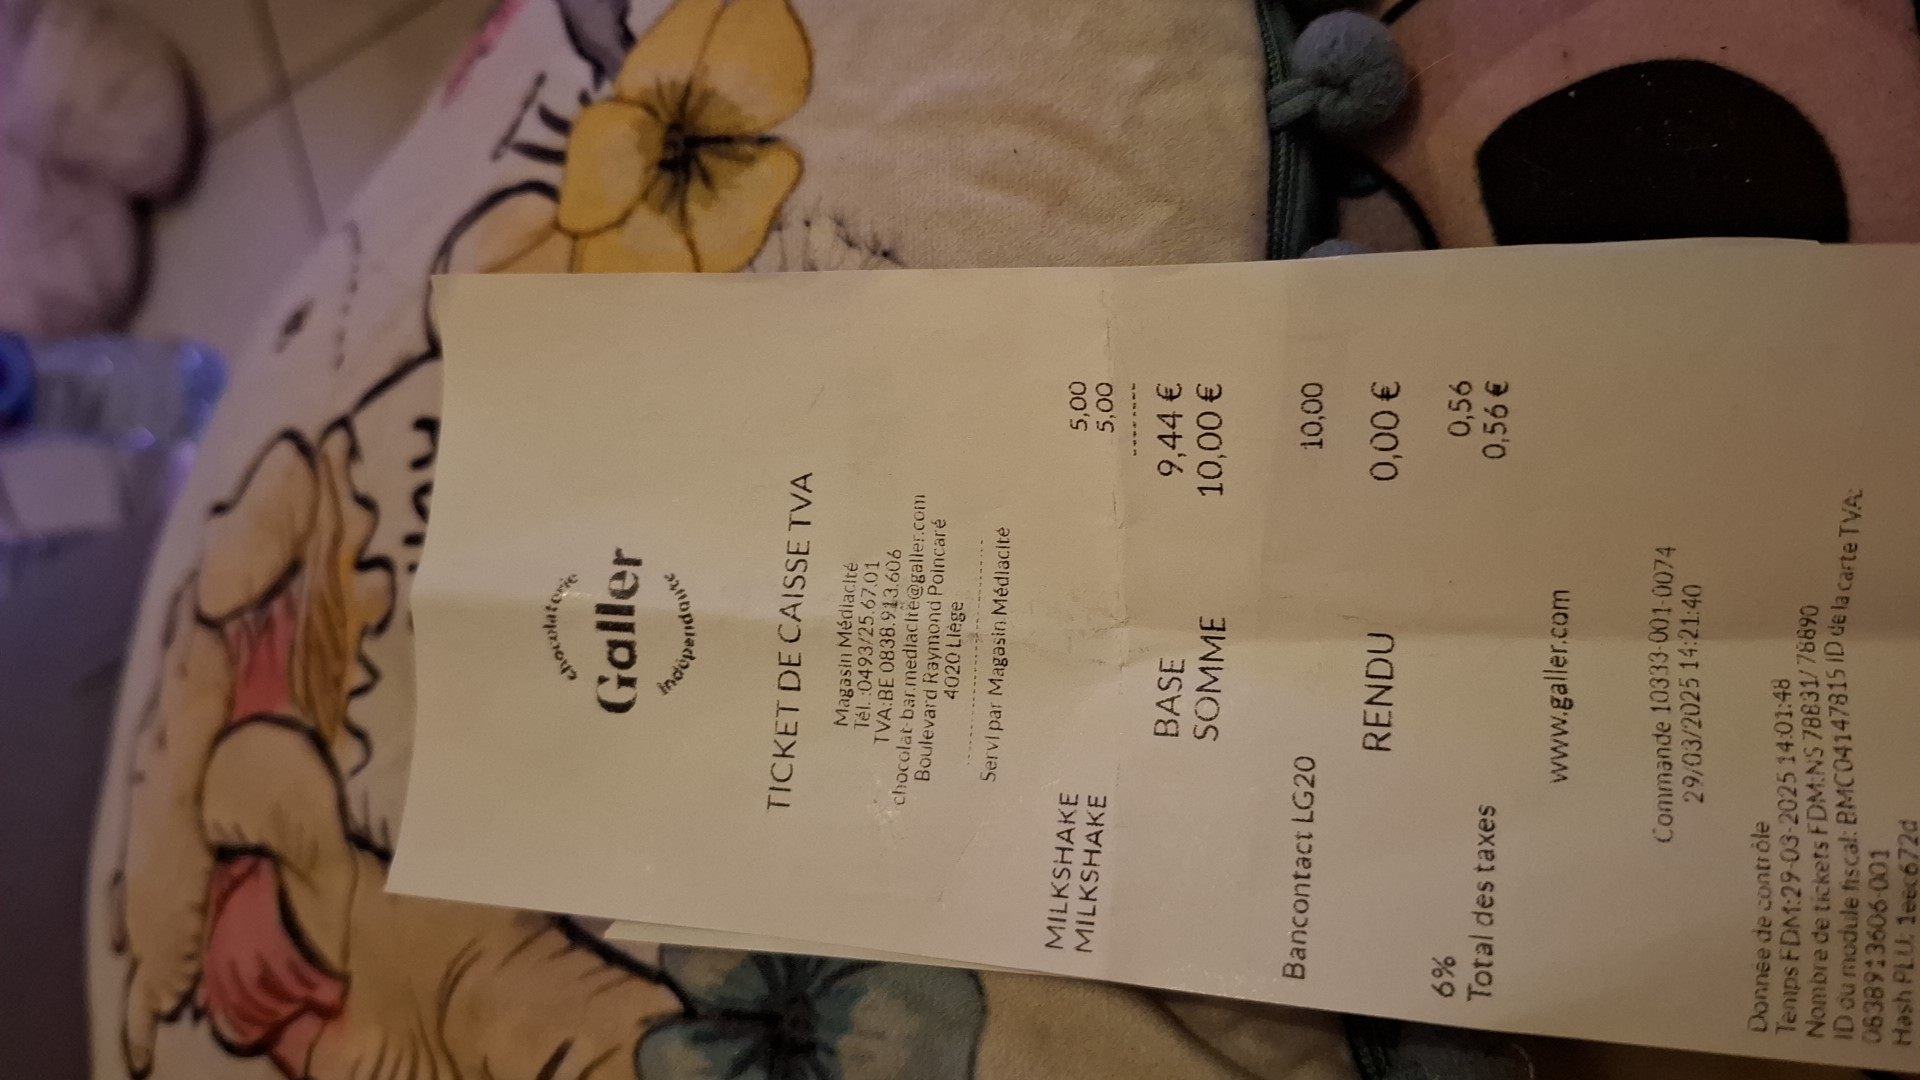 chocolaterie
Galler
indépendante
TICKET DE CAISSE TVA
Magasin Médiacité
Tél. :0493/25.67.01
TVA:BE 0838.913.606
chocolat-bar.mediacite@galler.com
Boulevard Raymond Poincaré
4020 Liège
Servi par Magasin Médiacité
MILKSHAKE 5,00
MILKSHAKE 5,00
BASE 9,44 €
SOMME 10,00 €
Bancontact LG20 10,00
RENDU 0,00 €
6% 0,56
Total des taxes 0,56 €
www.galler.com
Commande 10333-001-0074
29/03/2025 14:21:40
Donnée de contrôle
Temps FDM:29-03-2025 14:01:48
Nombre de tickets FDM:NS 78831/78890
ID du module fiscal: BMC04147815 ID de la carte TVA:
0838913606-001
Hash PLU: 1eec672d